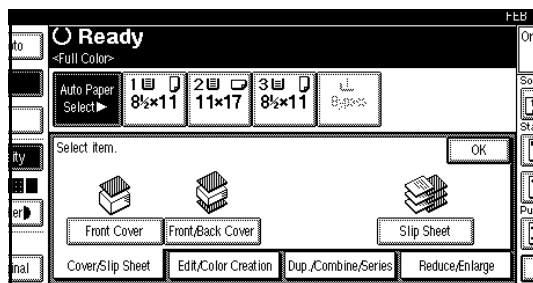 FEB
Ready
<Full Color>
Auto Paper
Select▶
1 8½×11
2 11×17
3 8½×11
Bypass
Select item.
OK
Front Cover
Front/Back Cover
Slip Sheet
Cover/Slip Sheet
Edit/Color Creation
Dup./Combine/Series
Reduce/Enlarge